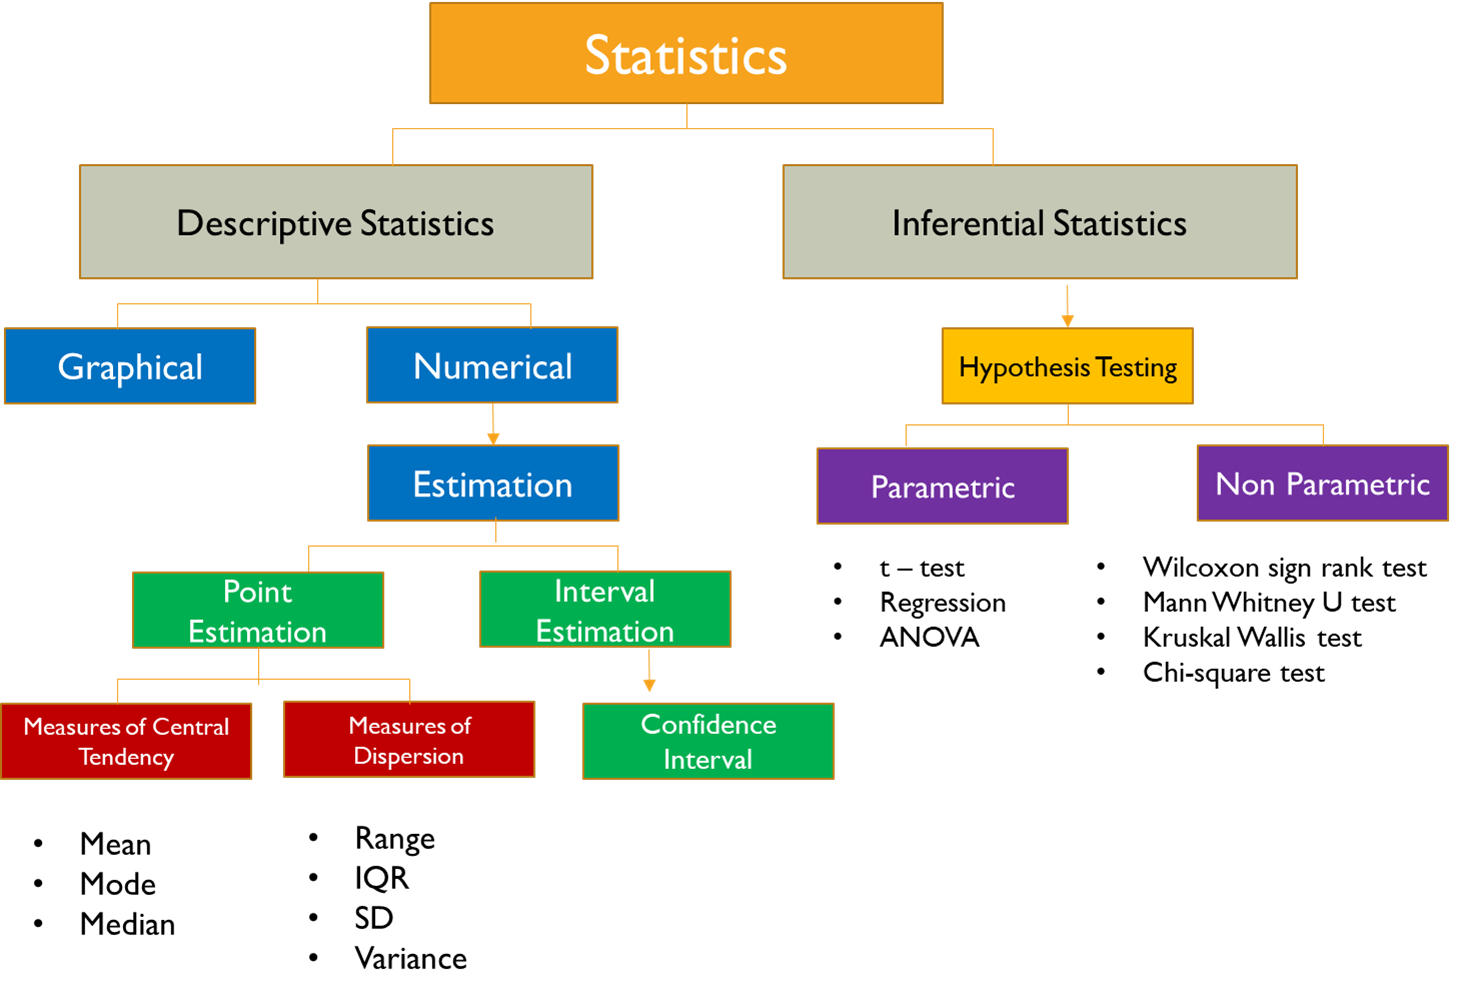 Statistics
Descriptive Statistics
Inferential Statistics
Graphical
Numerical
Hypothesis Testing
Estimation
Parametric
Non Parametric
Point
Estimation
Interval
Estimation
• t – test
• Regression
• ANOVA
• Wilcoxon sign rank test
• Mann Whitney U test
• Kruskal Wallis test
• Chi-square test
Measures of Central
Tendency
Measures of
Dispersion
Confidence
Interval
• Mean
• Mode
• Median
• Range
• IQR
• SD
• Variance